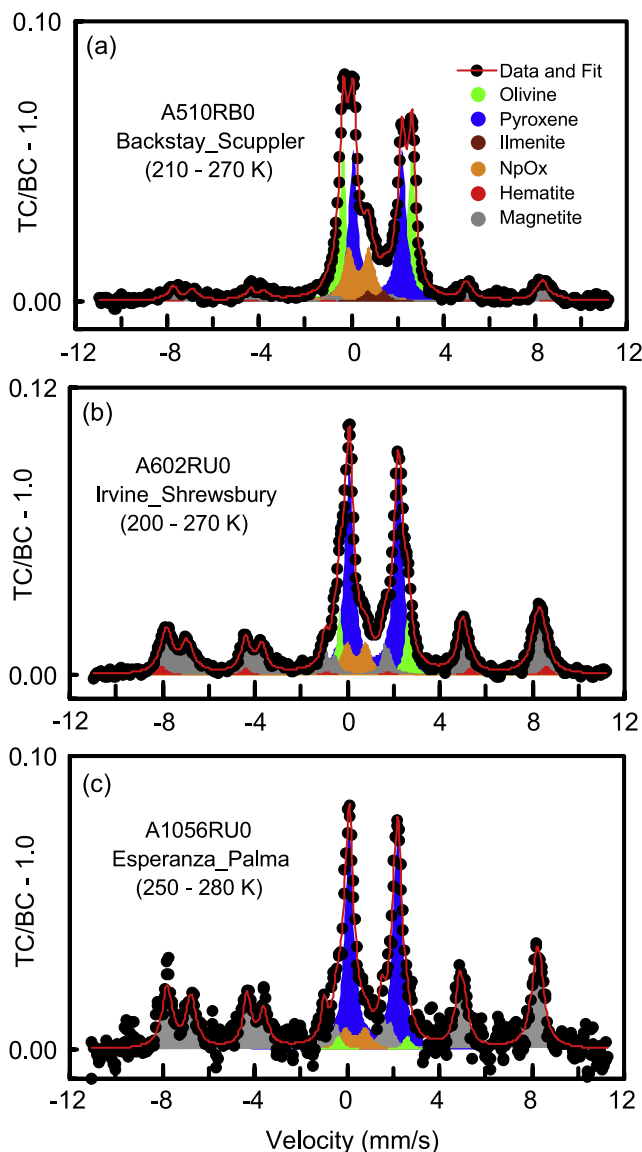 0.10
(a)
A510RB0
Backstay_Scuppler
(210 - 270 K)
Data and Fit
Olivine
Pyroxene
Ilmenite
NpOx
Hematite
Magnetite
TC/BC - 1.0
0.00
-12 -8 -4 0 4 8 12
0.12
(b)
A602RU0
Irvine_Shrewsbury
(200 - 270 K)
TC/BC - 1.0
0.00
-12 -8 -4 0 4 8 12
0.10
(c)
A1056RU0
Esperanza_Palma
(250 - 280 K)
TC/BC - 1.0
0.00
-12 -8 -4 0 4 8 12
Velocity (mm/s)